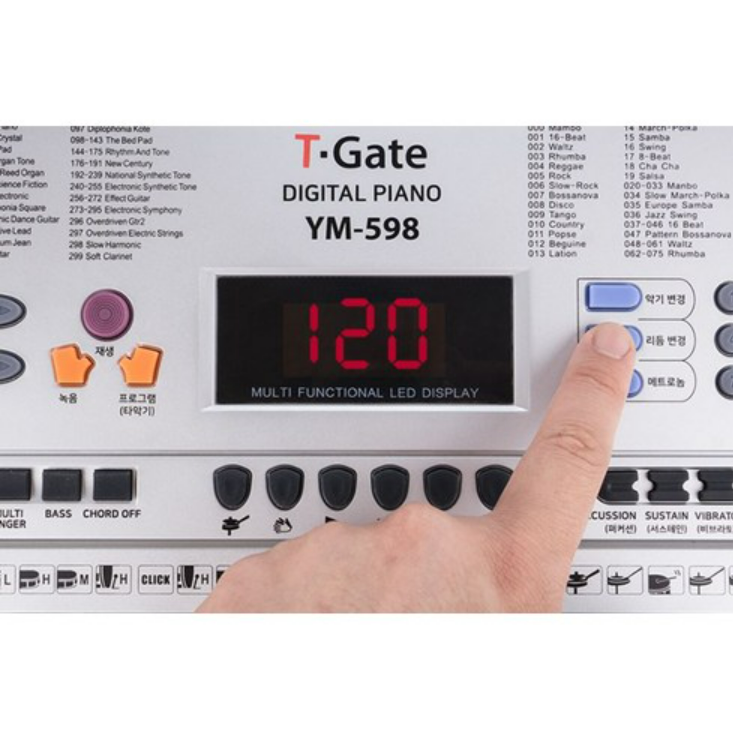 097 Diplophonia Kote
098-143 The Bed Pad
144-175 Rhythm And Tone
176-191 New Century
192-239 National Synthetic Tone
240-255 Electronic Synthetic Tone
256-272 Effect Guitar
273-295 Electronic Symphony
296 Overdriven Gltr2
297 Overdriven Electric Strings
298 Slow Harmonic
299 Soft Clarinet
T·Gate
DIGITAL PIANO
YM-598
000 Mambo
001 16-Beat
002 Waltz
003 Rhumba
004 Reggae
005 Rock
006 Slow-Rock
007 Bossanova
008 Disco
009 Tango
010 Country
011 Popse
012 Beguine
013 Lation
14 March-Polka
15 Samba
16 Swing
17 8-Beat
18 Cha Cha
19 Salsa
020-033 Manbo
034 Slow March-Polka
035 Europe Samba
036 Jazz Swing
037-046 16 Beat
047 Pattern Bossanova
048-061 Waltz
062-075 Rhumba
120
MULTI FUNCTIONAL LED DISPLAY
재생
녹음
프로그램
(타악기)
악기 변경
리듬 변경
메트로놈
BASS
CHORD OFF
SUSTAIN
(서스테인)
(퍼커션)
L
H
M
H
CLICK
H